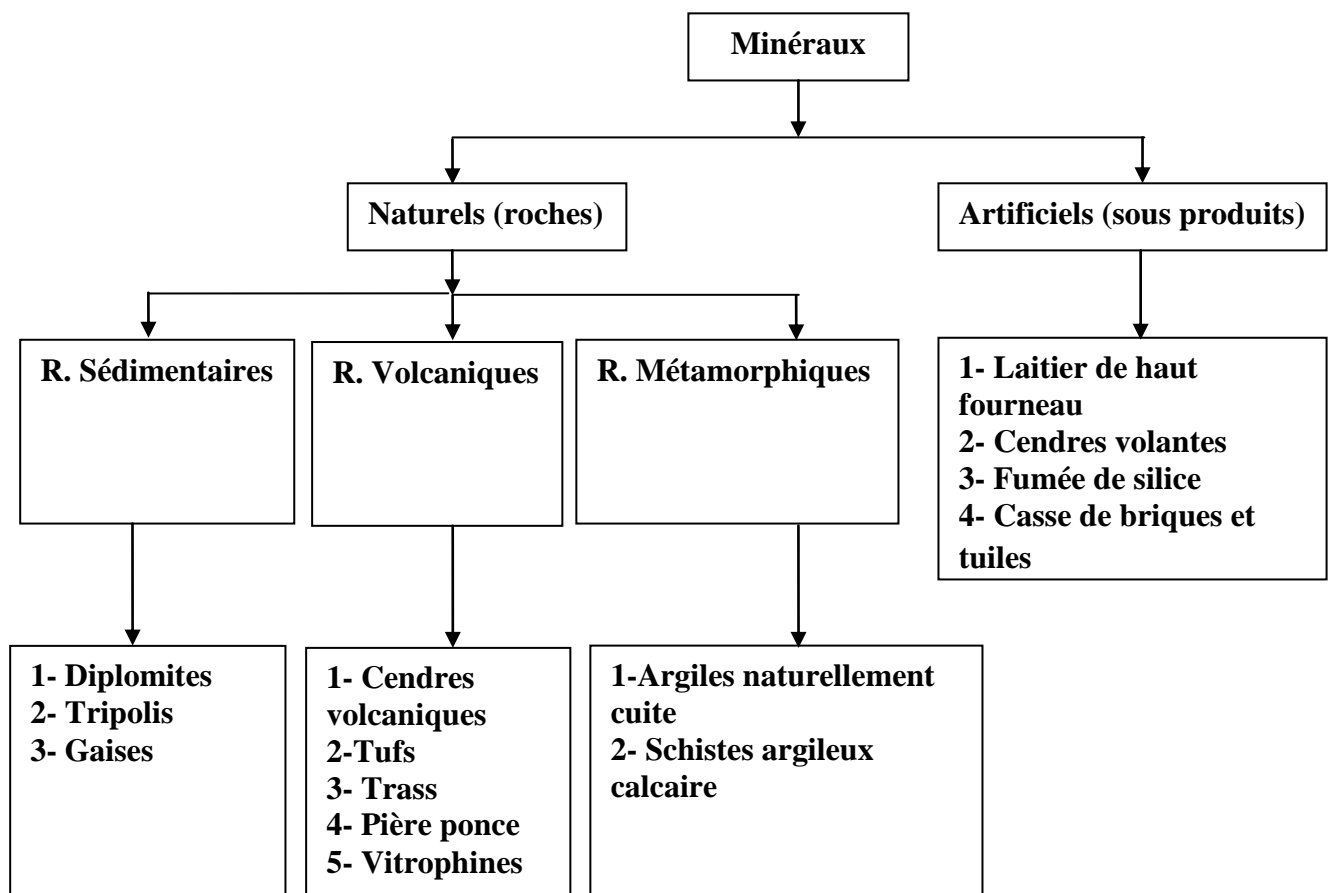 Minéraux
Naturels (roches)
Artificiels (sous produits)
R. Sédimentaires
R. Volcaniques
R. Métamorphiques
1- Laitier de haut
fourneau
2- Cendres volantes
3- Fumée de silice
4- Casse de briques et
tuiles
1- Diplomites
2- Tripolis
3- Gaises
1- Cendres
volcaniques
2-Tufs
3- Trass
4- Pière ponce
5- Vitrophines
1-Argiles naturellement
cuite
2- Schistes argileux
calcaire